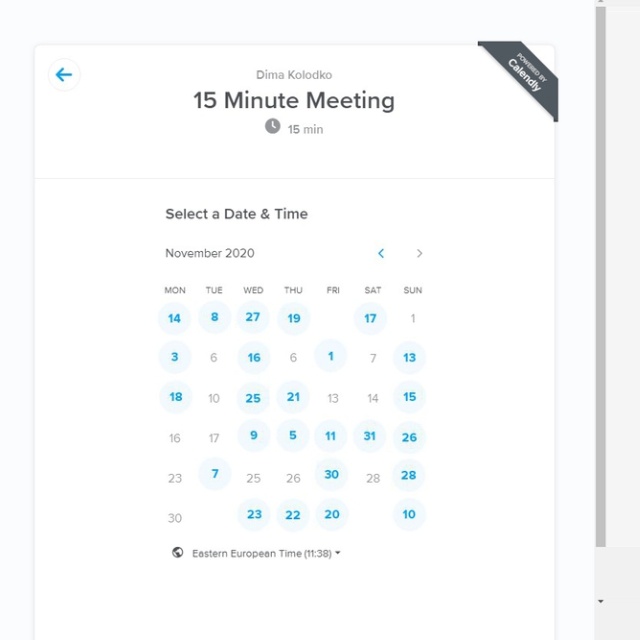 POWERED BY
Calendly
Dima Kolodko
15 Minute Meeting
15 min
Select a Date & Time
November 2020
MON TUE WED THU FRI SAT SUN
14 8 27 19 17 1
3 6 16 6 1 7 13
18 10 25 21 13 14 15
16 17 9 5 11 31 26
23 7 25 26 30 28 28
30 23 22 20 10
Eastern European Time (11:38)